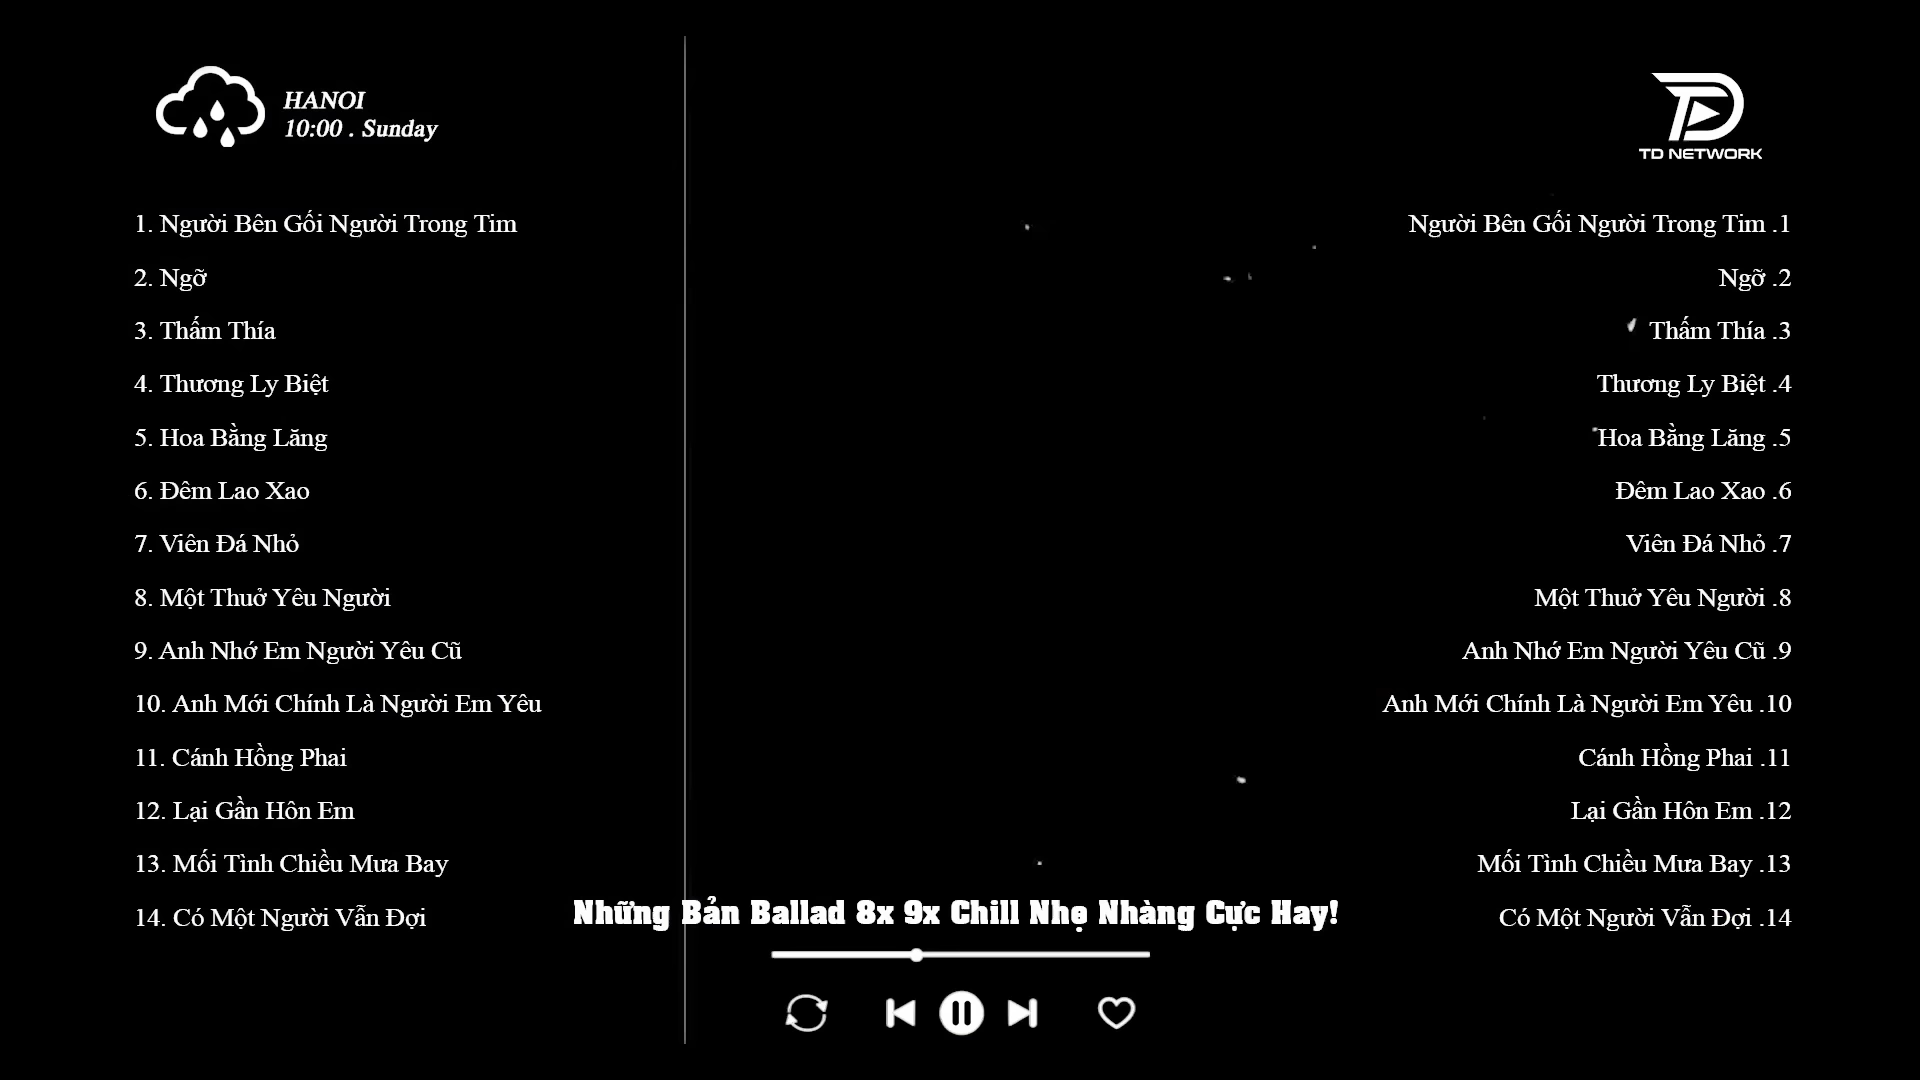 HANOI
10:00 . Sunday
TD NETWORK
1. Người Bên Gối Người Trong Tim
2. Ngỡ
3. Thấm Thía
4. Thương Ly Biệt
5. Hoa Bằng Lăng
6. Đêm Lao Xao
7. Viên Đá Nhỏ
8. Một Thuở Yêu Người
9. Anh Nhớ Em Người Yêu Cũ
10. Anh Mới Chính Là Người Em Yêu
11. Cánh Hồng Phai
12. Lại Gần Hôn Em
13. Mối Tình Chiều Mưa Bay
14. Có Một Người Vẫn Đợi
Người Bên Gối Người Trong Tim .1
Ngỡ .2
Thấm Thía .3
Thương Ly Biệt .4
Hoa Bằng Lăng .5
Đêm Lao Xao .6
Viên Đá Nhỏ .7
Một Thuở Yêu Người .8
Anh Nhớ Em Người Yêu Cũ .9
Anh Mới Chính Là Người Em Yêu .10
Cánh Hồng Phai .11
Lại Gần Hôn Em .12
Mối Tình Chiều Mưa Bay .13
Có Một Người Vẫn Đợi .14
Những Bản Ballad 8x 9x Chill Nhẹ Nhàng Cực Hay!